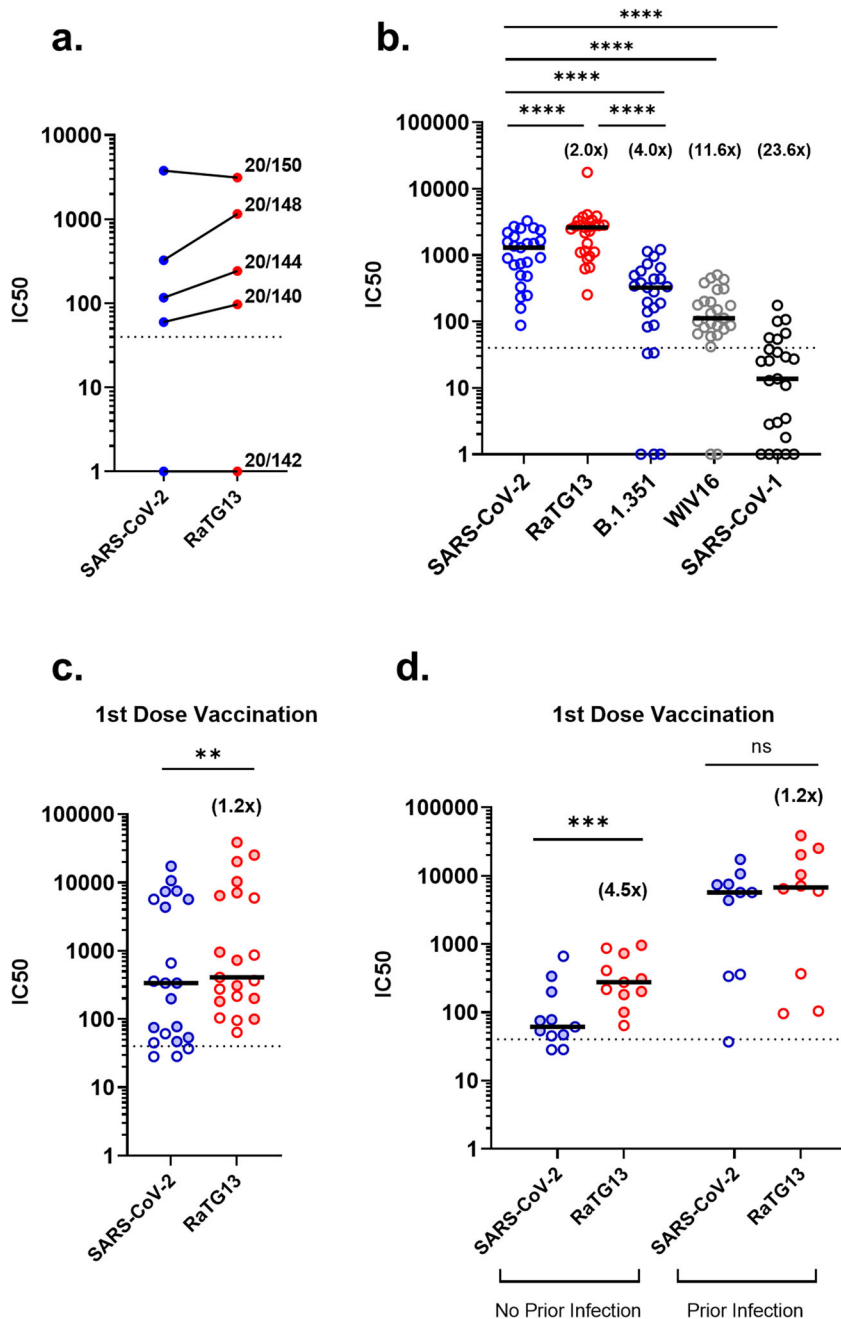 a.
IC50
10000
1000
100
10
1
20/150
20/148
20/144
20/140
20/142
SARS-CoV-2
RaTG13
b.
****
****
****
**** ****
IC50
100000
10000
1000
100
10
1
(2.0x) (4.0x) (11.6x) (23.6x)
SARS-CoV-2
RaTG13
B.1.351
WIV16
SARS-CoV-1
c.
1st Dose Vaccination
**
(1.2x)
IC50
100000
10000
1000
100
10
1
SARS-CoV-2
RaTG13
d.
1st Dose Vaccination
ns
(1.2x)
***
(4.5x)
IC50
100000
10000
1000
100
10
1
SARS-CoV-2
RaTG13
SARS-CoV-2
RaTG13
No Prior Infection Prior Infection